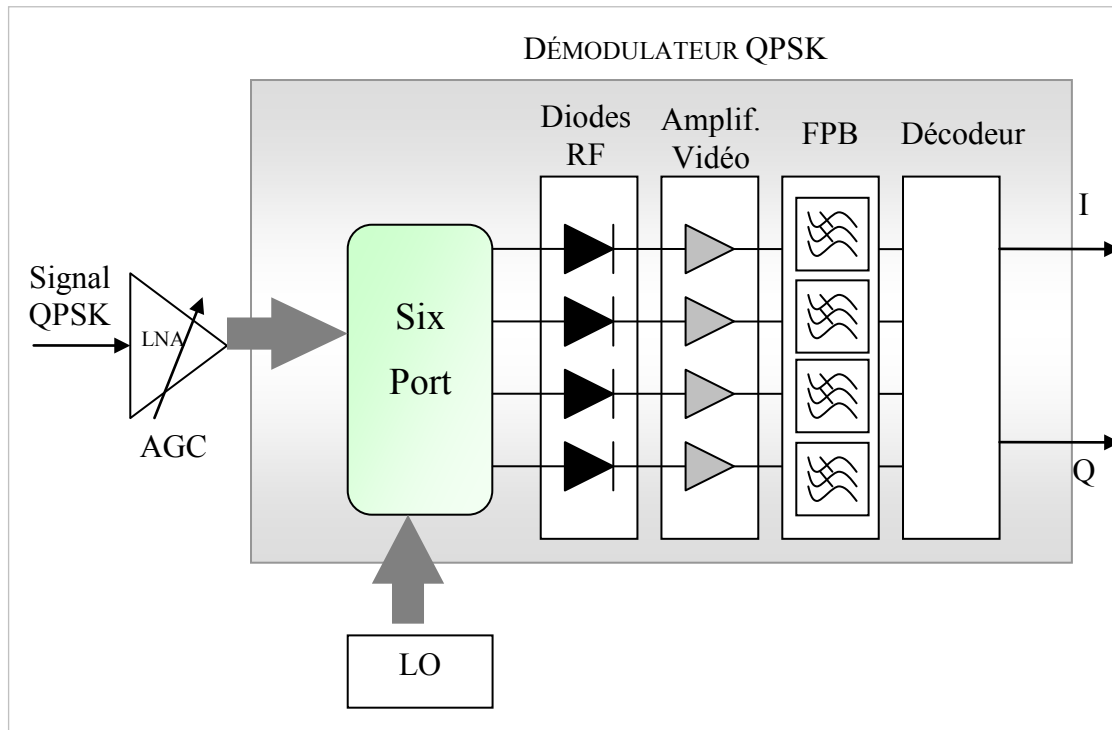 DÉMODULATEUR QPSK
Diodes
RF
Amplif.
Vidéo
FPB
Décodeur
I
Signal
QPSK
LNA
AGC
Six
Port
Q
LO